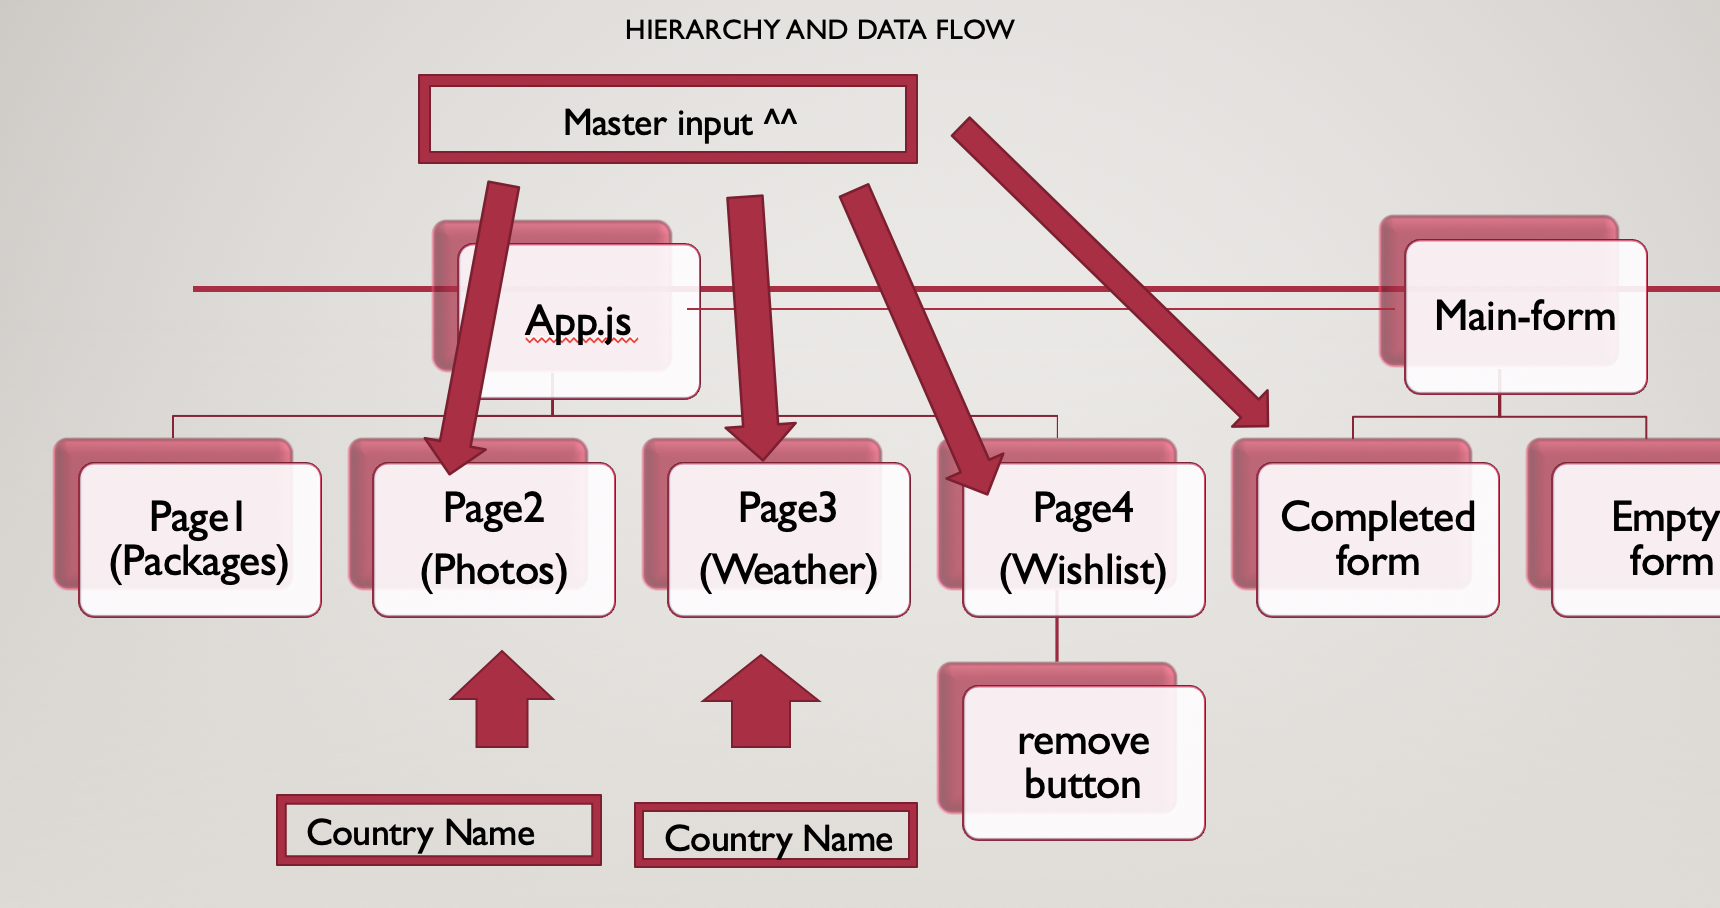 HIERARCHY AND DATA FLOW
Master input ^^
App.js
Main-form
Page1
(Packages)
Page2
(Photos)
Page3
(Weather)
Page4
(Wishlist)
Completed
form
Empty
form
remove
button
Country Name
Country Name